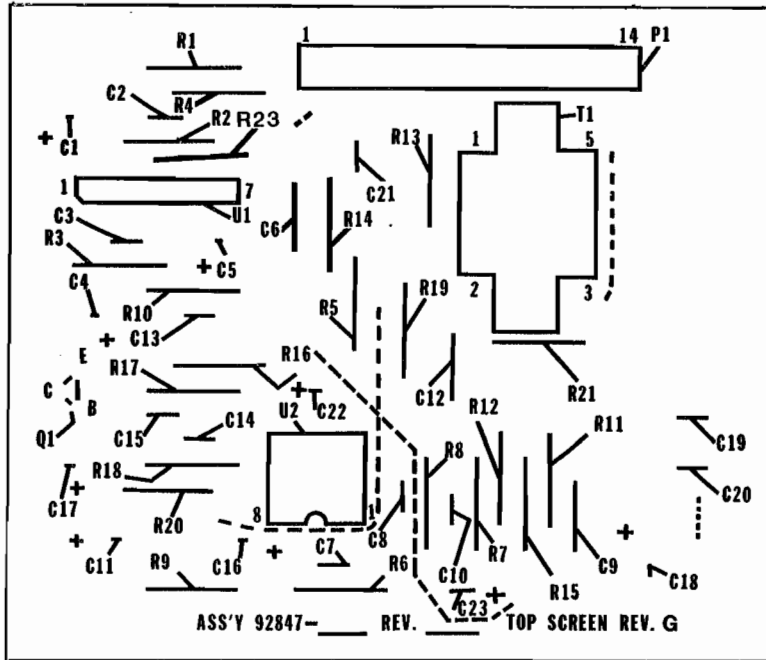 R1
1 14 P1
C2
R4
R2 R23
T1
+ C1
R13
1 5
1 7
C21
U1
C6
R14
C3
R3
+ C5
C4
2 3
R10
R5
R19
C13
+
E
R17
R16
R21
C
B
+ C22
C12
Q1
C15
C14
U2
R12
R11
C19
R8
R18
C17
+
C20
R20
8 1
C8
+
C11
C16
+
C7
R7
+
R9
R6
C10
C9
C18
R15
C23
+
ASS'Y 92847-____ REV. ____ TOP SCREEN REV. G